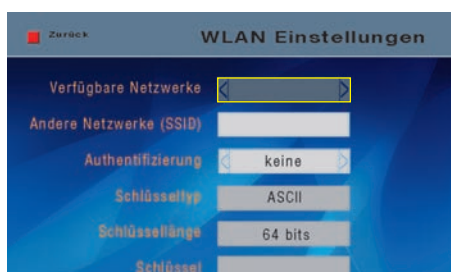 Zurück
WLAN Einstellungen
Verfügbare Netzwerke
Andere Netzwerke (SSID)
Authentifizierung keine
Schlüsseltyp ASCII
Schlüssellänge 64 bits
Schlüssel